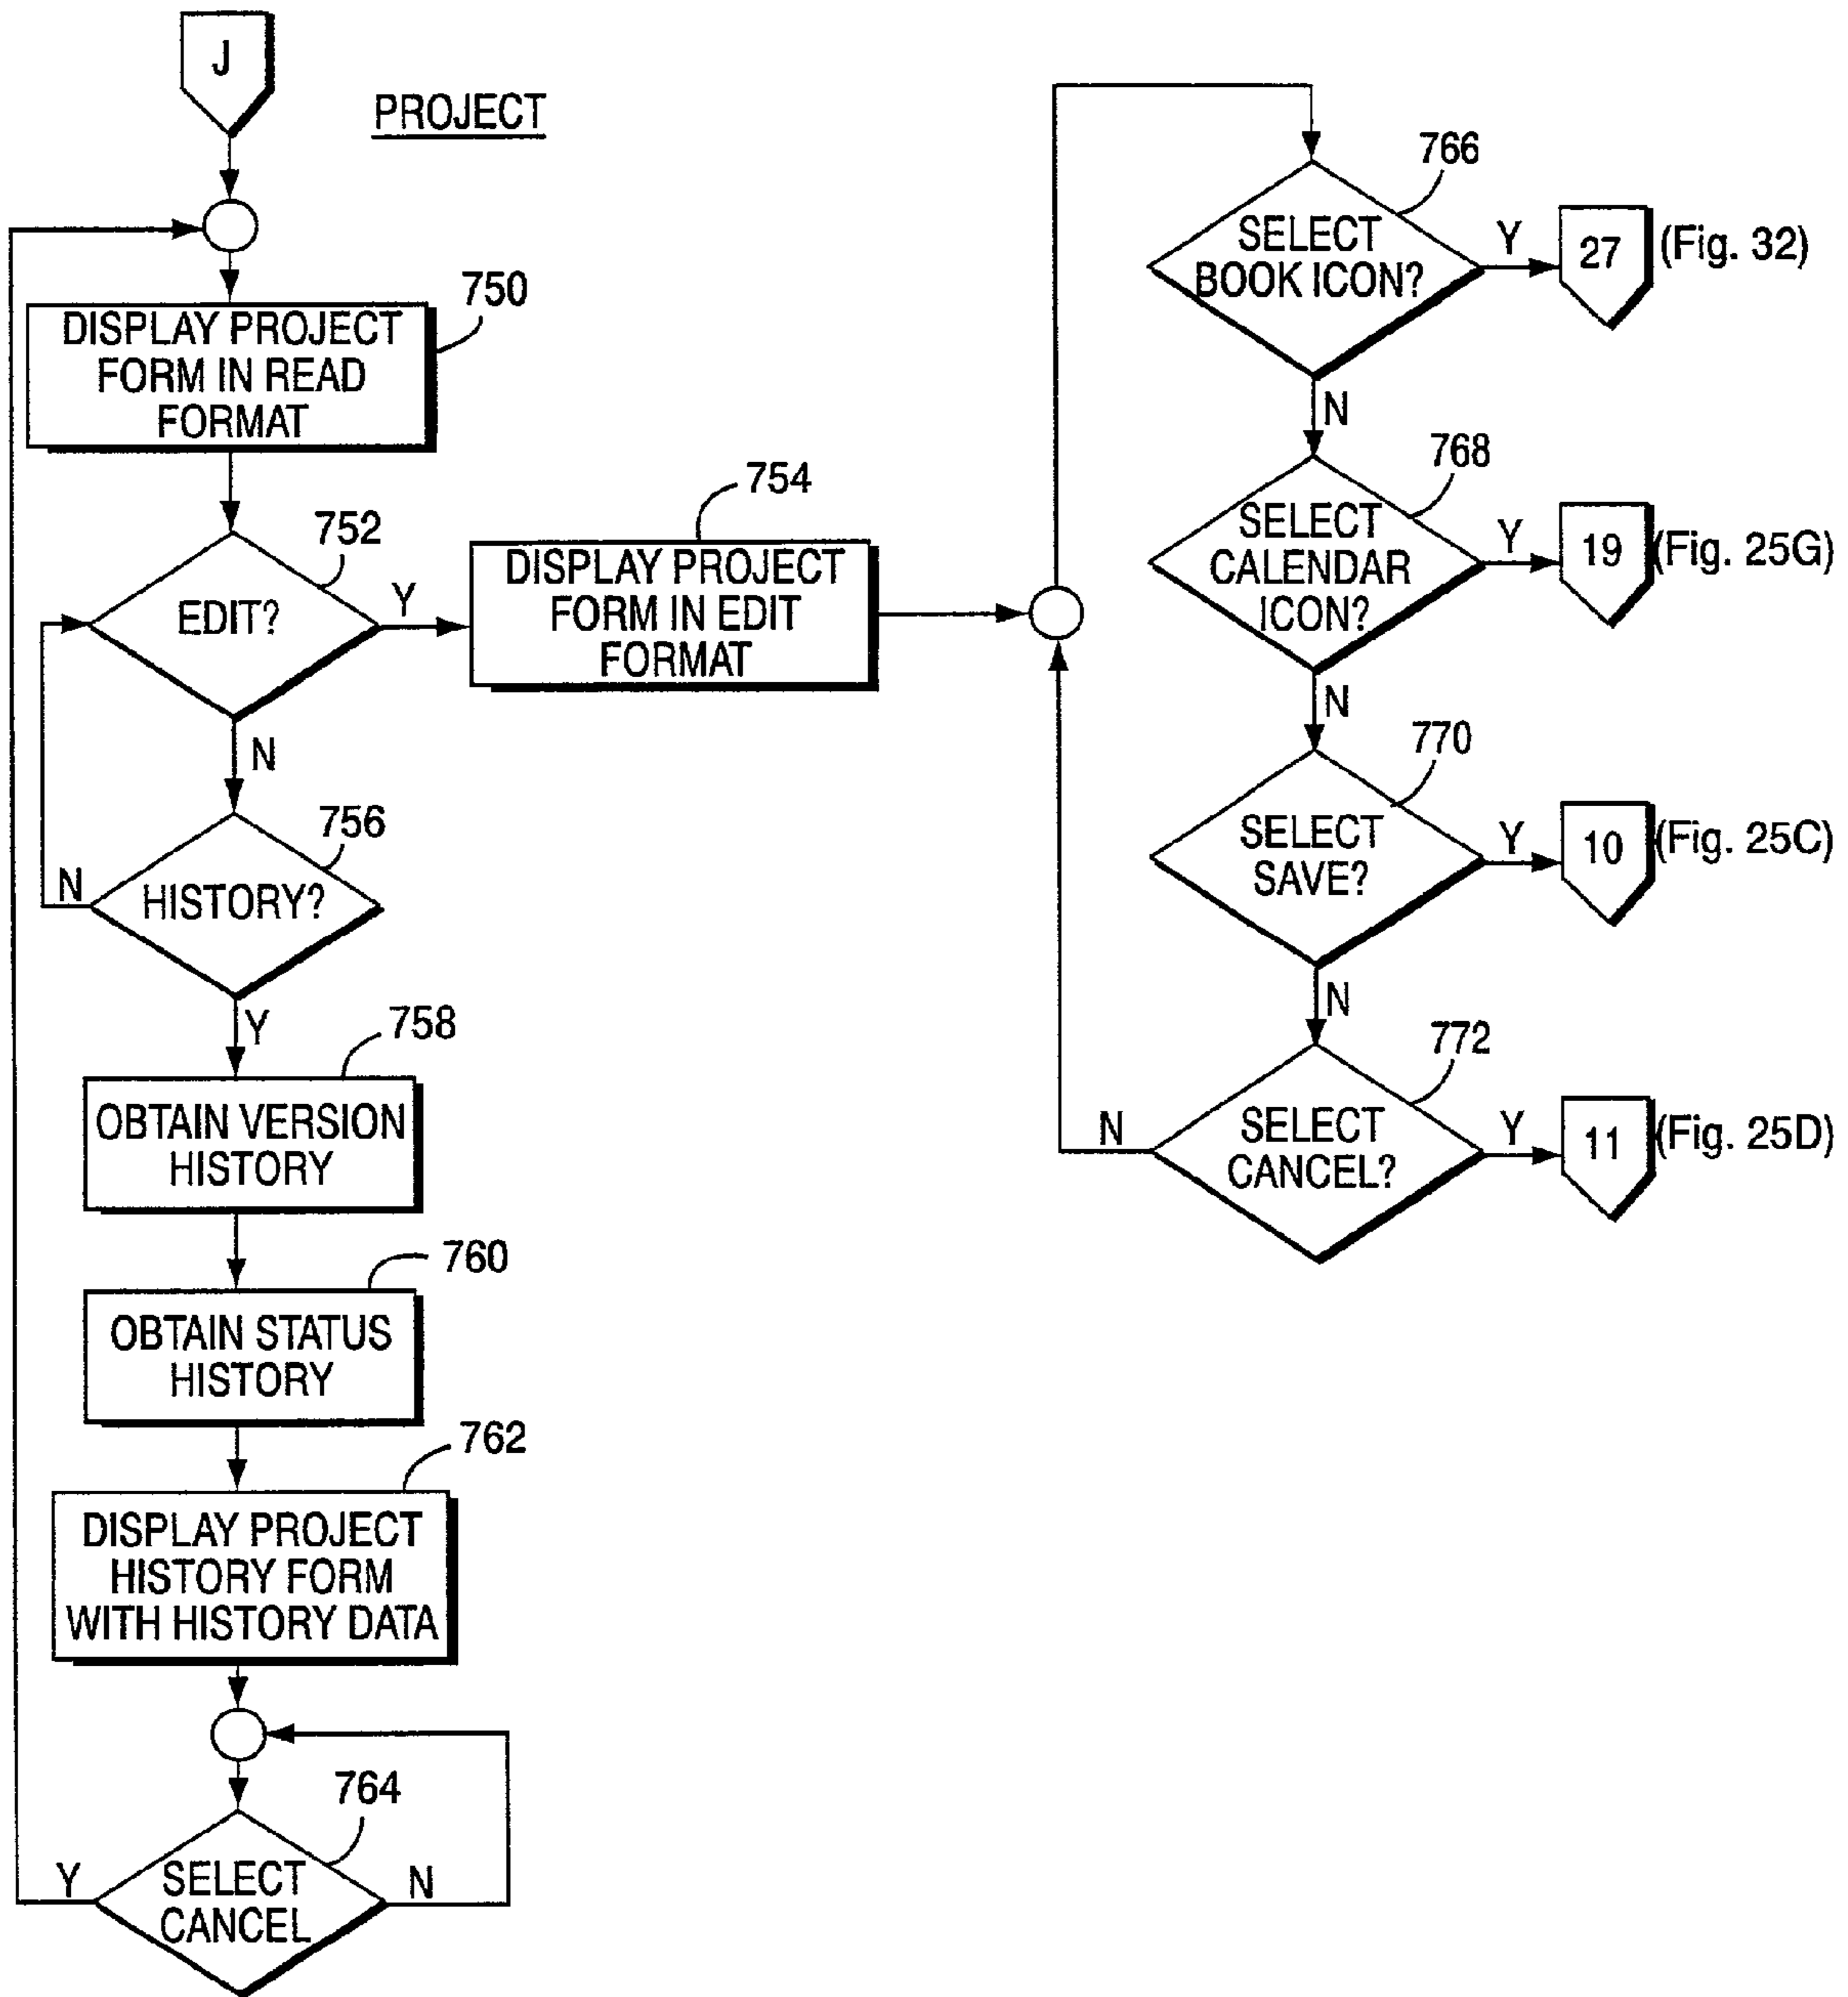 J
PROJECT
750
DISPLAY PROJECT
FORM IN READ
FORMAT
752
EDIT?
Y
N
754
DISPLAY PROJECT
FORM IN EDIT
FORMAT
756
HISTORY?
N
Y
758
OBTAIN VERSION
HISTORY
760
OBTAIN STATUS
HISTORY
762
DISPLAY PROJECT
HISTORY FORM
WITH HISTORY DATA
764
SELECT
CANCEL
Y
N
766
SELECT
BOOK ICON?
Y
27
(Fig. 32)
N
768
SELECT
CALENDAR
ICON?
Y
19
(Fig. 25G)
N
770
SELECT
SAVE?
Y
10
(Fig. 25C)
N
772
SELECT
CANCEL?
N
Y
11
(Fig. 25D)